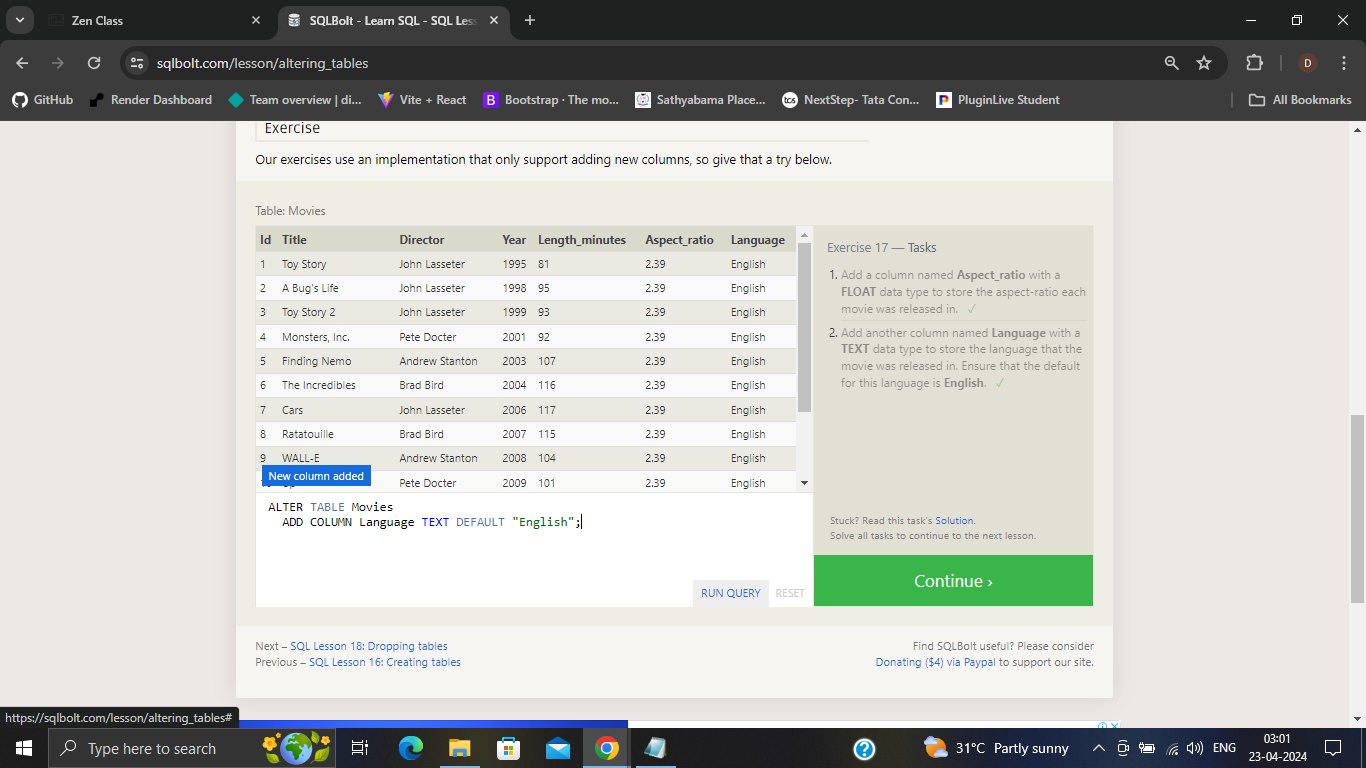 Zen Class
SQLBolt - Learn SQL - SQL Les
sqlbolt.com/lesson/altering_tables
D
GitHub
Render Dashboard
Team overview | di...
Vite + React
B
Bootstrap · The mo...
Sathyabama Place...
tcs
NextStep- Tata Con...
P
PluginLive Student
All Bookmarks
Exercise
Our exercises use an implementation that only support adding new columns, so give that a try below.
Table: Movies
Id Title Director Year Length_minutes Aspect_ratio Language
1 Toy Story John Lasseter 1995 81 2.39 English
2 A Bug's Life John Lasseter 1998 95 2.39 English
3 Toy Story 2 John Lasseter 1999 93 2.39 English
4 Monsters, Inc. Pete Docter 2001 92 2.39 English
5 Finding Nemo Andrew Stanton 2003 107 2.39 English
6 The Incredibles Brad Bird 2004 116 2.39 English
7 Cars John Lasseter 2006 117 2.39 English
8 Ratatouille Brad Bird 2007 115 2.39 English
9 WALL-E Andrew Stanton 2008 104 2.39 English
Pete Docter 2009 101 2.39 English
New column added
ALTER TABLE Movies
ADD COLUMN Language TEXT DEFAULT "English";
RUN QUERY RESET
Exercise 17 — Tasks
1. Add a column named Aspect_ratio with a
FLOAT data type to store the aspect-ratio each
movie was released in. ✓
2. Add another column named Language with a
TEXT data type to store the language that the
movie was released in. Ensure that the default
for this language is English. ✓
Stuck? Read this task's Solution.
Solve all tasks to continue to the next lesson.
Continue ›
Next – SQL Lesson 18: Dropping tables
Previous – SQL Lesson 16: Creating tables
Find SQLBolt useful? Please consider
Donating ($4) via Paypal to support our site.
https://sqlbolt.com/lesson/altering_tables#
Type here to search
31°C Partly sunny
ENG
03:01
23-04-2024